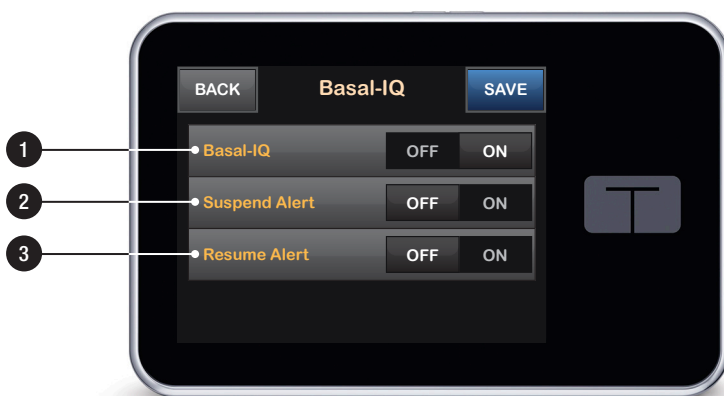 BACK Basal-IQ SAVE
1 Basal-IQ OFF ON
2 Suspend Alert OFF ON
3 Resume Alert OFF ON